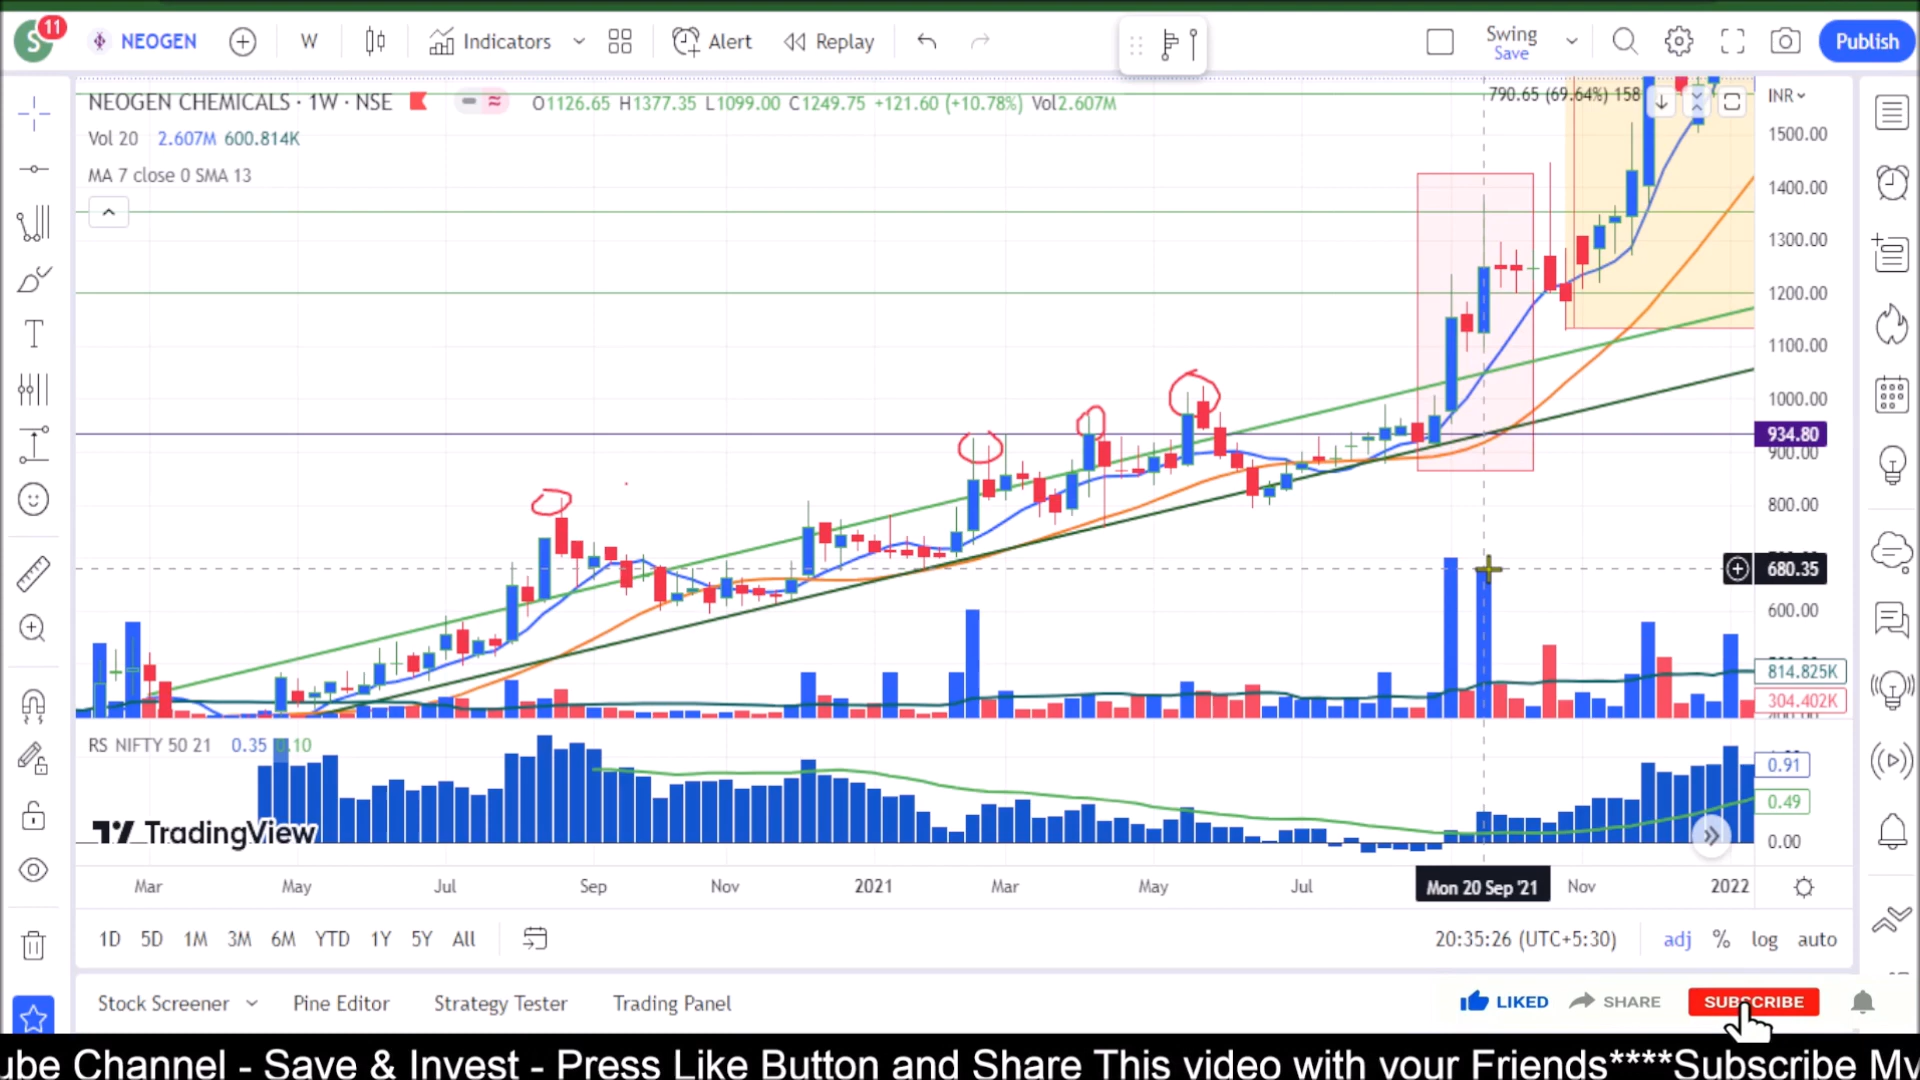 S 11 NEOGEN W Indicators Alert Replay Swing Save Publish
NEOGEN CHEMICALS · 1W · NSE O1126.65 H1377.35 L1099.00 C1249.75 +121.60 (+10.78%) Vol2.607M
790.65 (69.64%) 158
INR
Vol 20 2.607M 600.814K
MA 7 close 0 SMA 13
1500.00
1400.00
1300.00
1200.00
1100.00
1000.00
934.80
900.00
800.00
680.35
600.00
814.825K
304.402K
RS NIFTY 50 21 0.35 0.10
0.91
0.49
0.00
TradingView
Mar May Jul Sep Nov 2021 Mar May Jul Mon 20 Sep '21 Nov 2022
1D 5D 1M 3M 6M YTD 1Y 5Y All 20:35:26 (UTC+5:30) adj % log auto
Stock Screener Pine Editor Strategy Tester Trading Panel LIKED SHARE SUBSCRIBE
ube Channel - Save & Invest - Press Like Button and Share This video with your Friends****Subscribe My